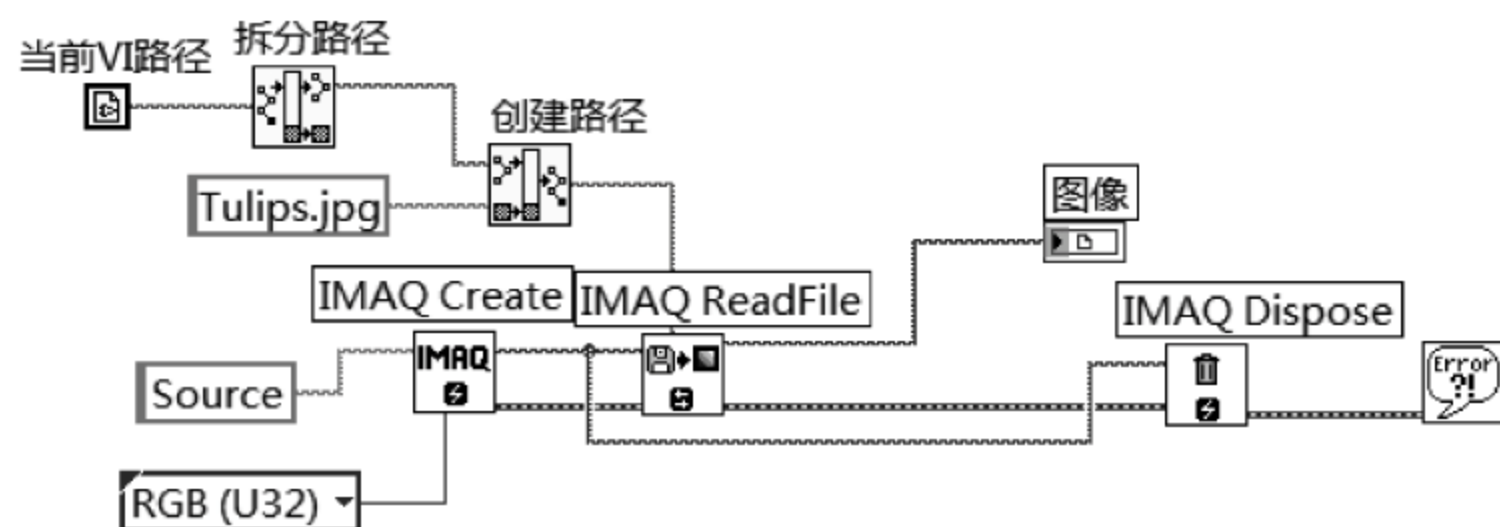 当前VI路径
拆分路径
创建路径
Tulips.jpg
图像
IMAQ Create
IMAQ ReadFile
IMAQ Dispose
IMAQ
Source
Error
?!
RGB (U32)